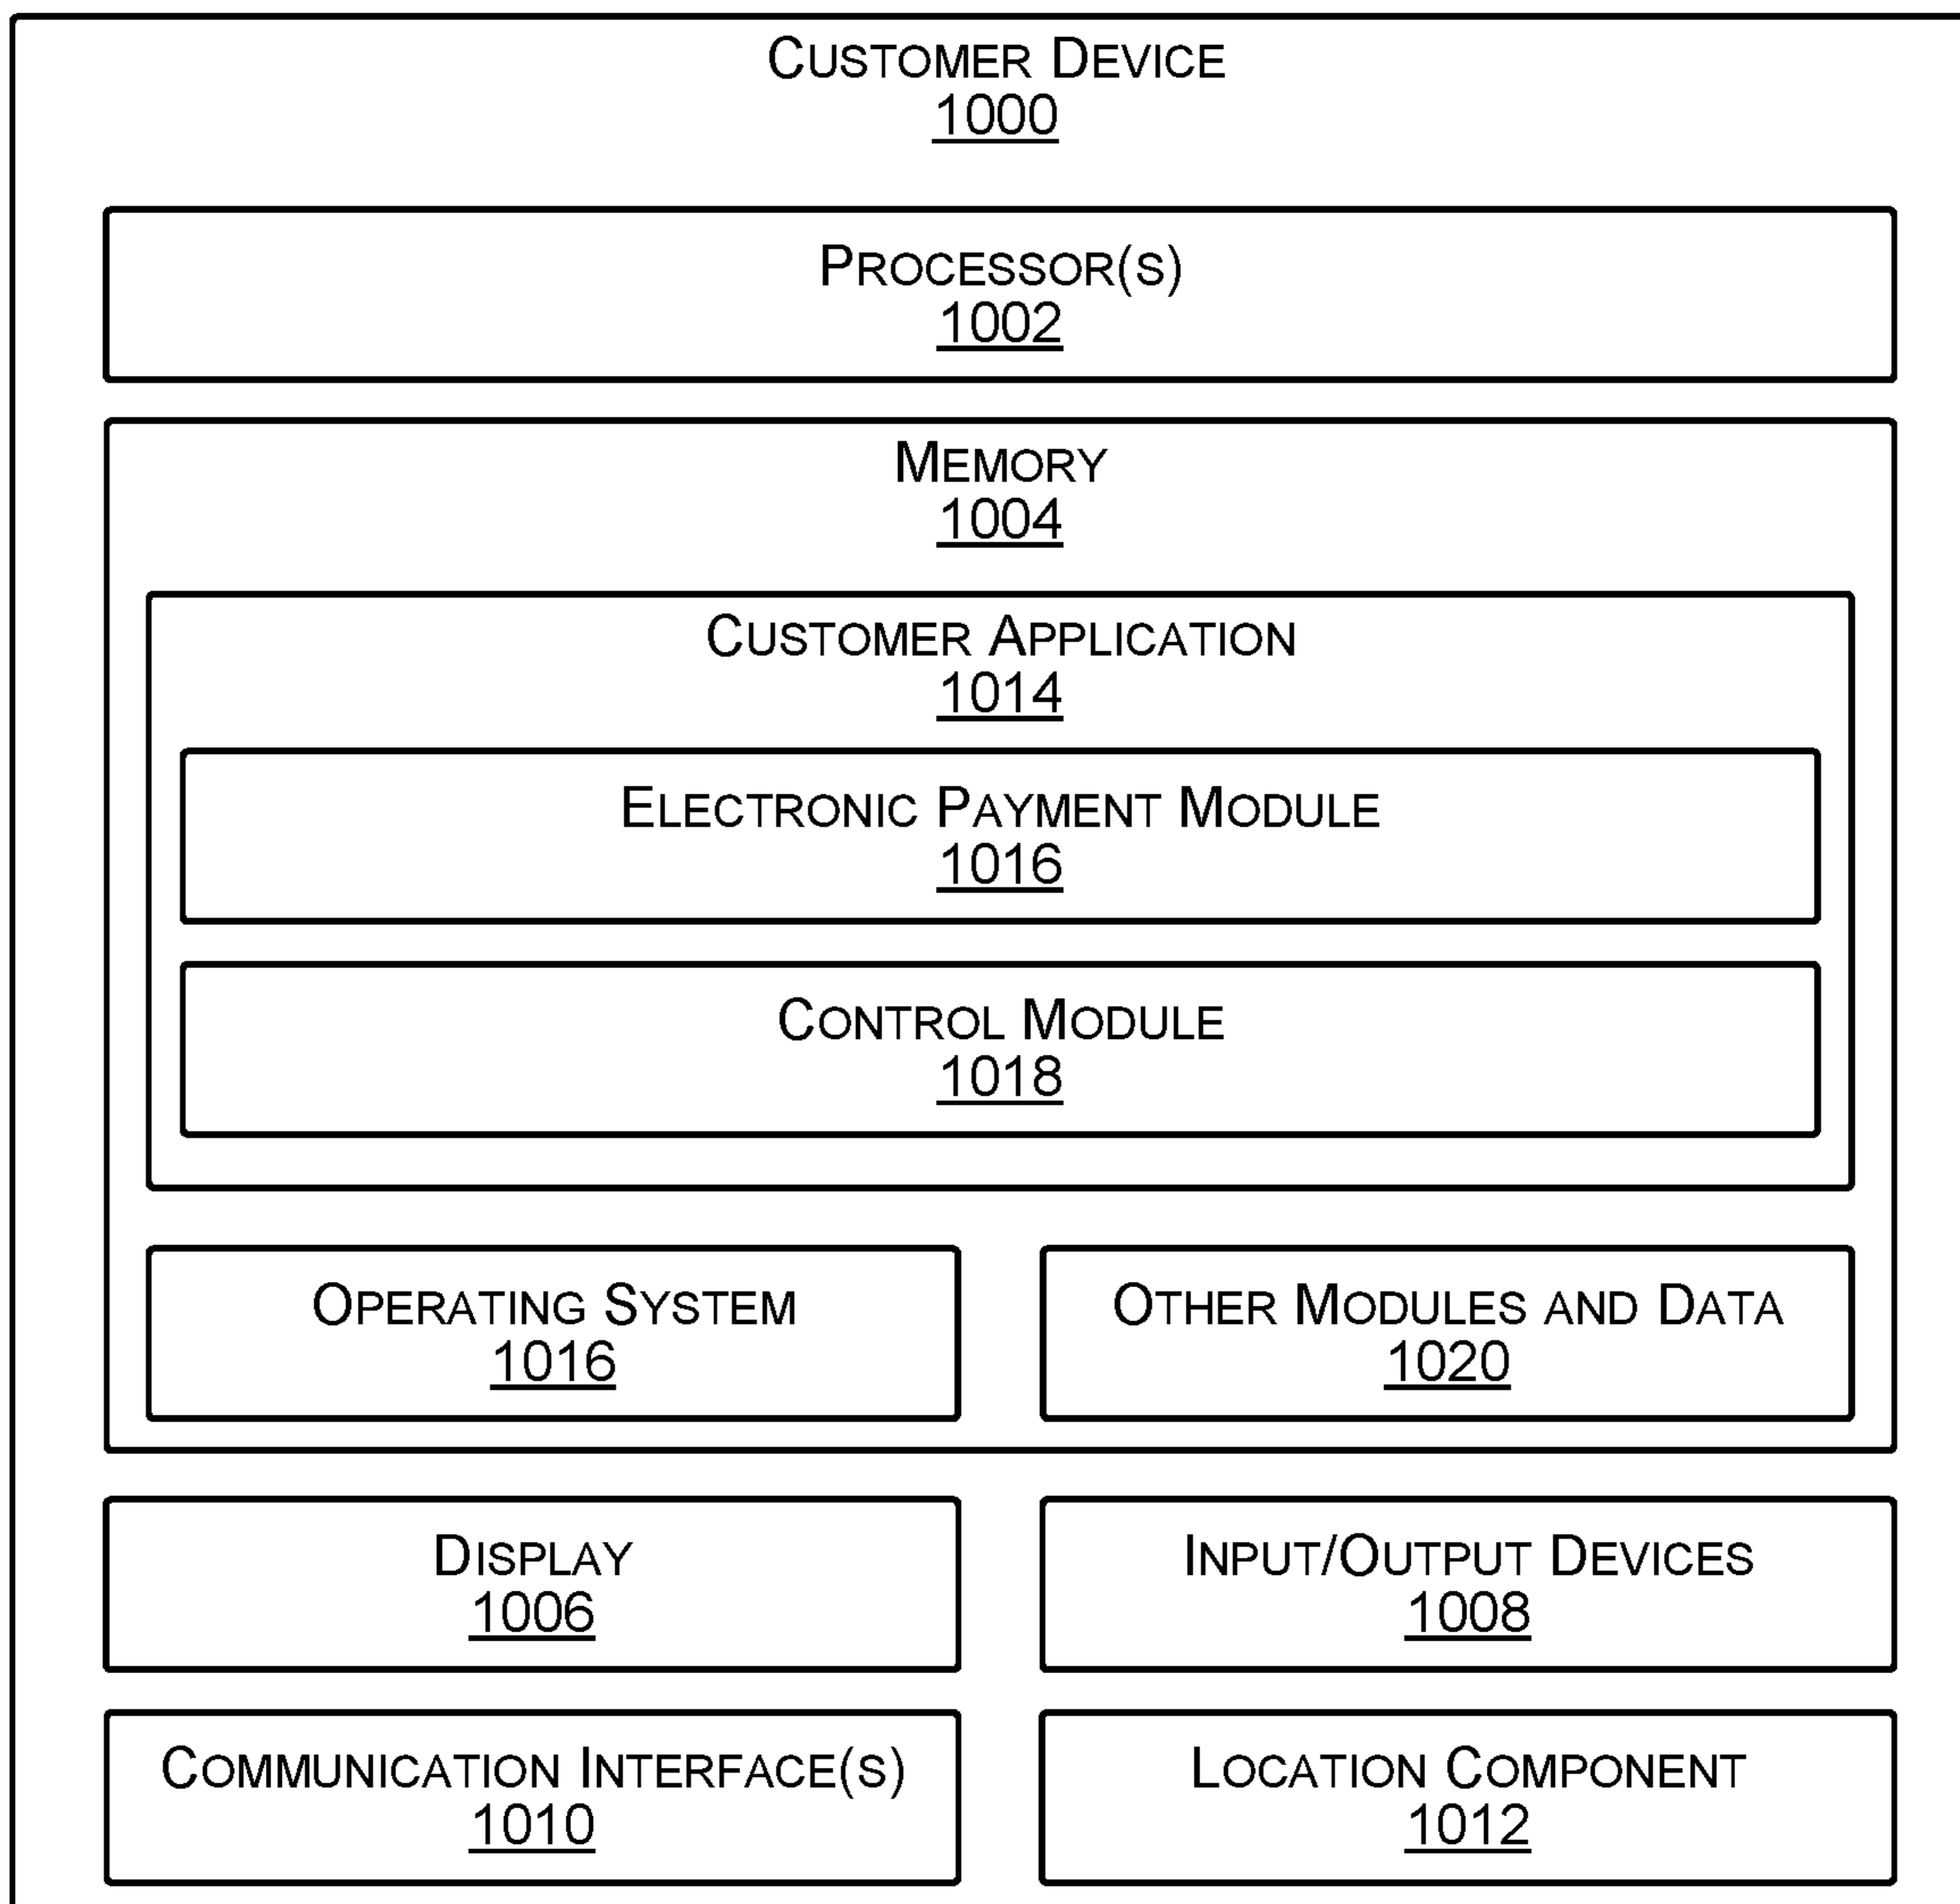 CUSTOMER DEVICE
1000
PROCESSOR(S)
1002
MEMORY
1004
CUSTOMER APPLICATION
1014
ELECTRONIC PAYMENT MODULE
1016
CONTROL MODULE
1018
OPERATING SYSTEM
1016
OTHER MODULES AND DATA
1020
DISPLAY
1006
INPUT/OUTPUT DEVICES
1008
COMMUNICATION INTERFACE(S)
1010
LOCATION COMPONENT
1012